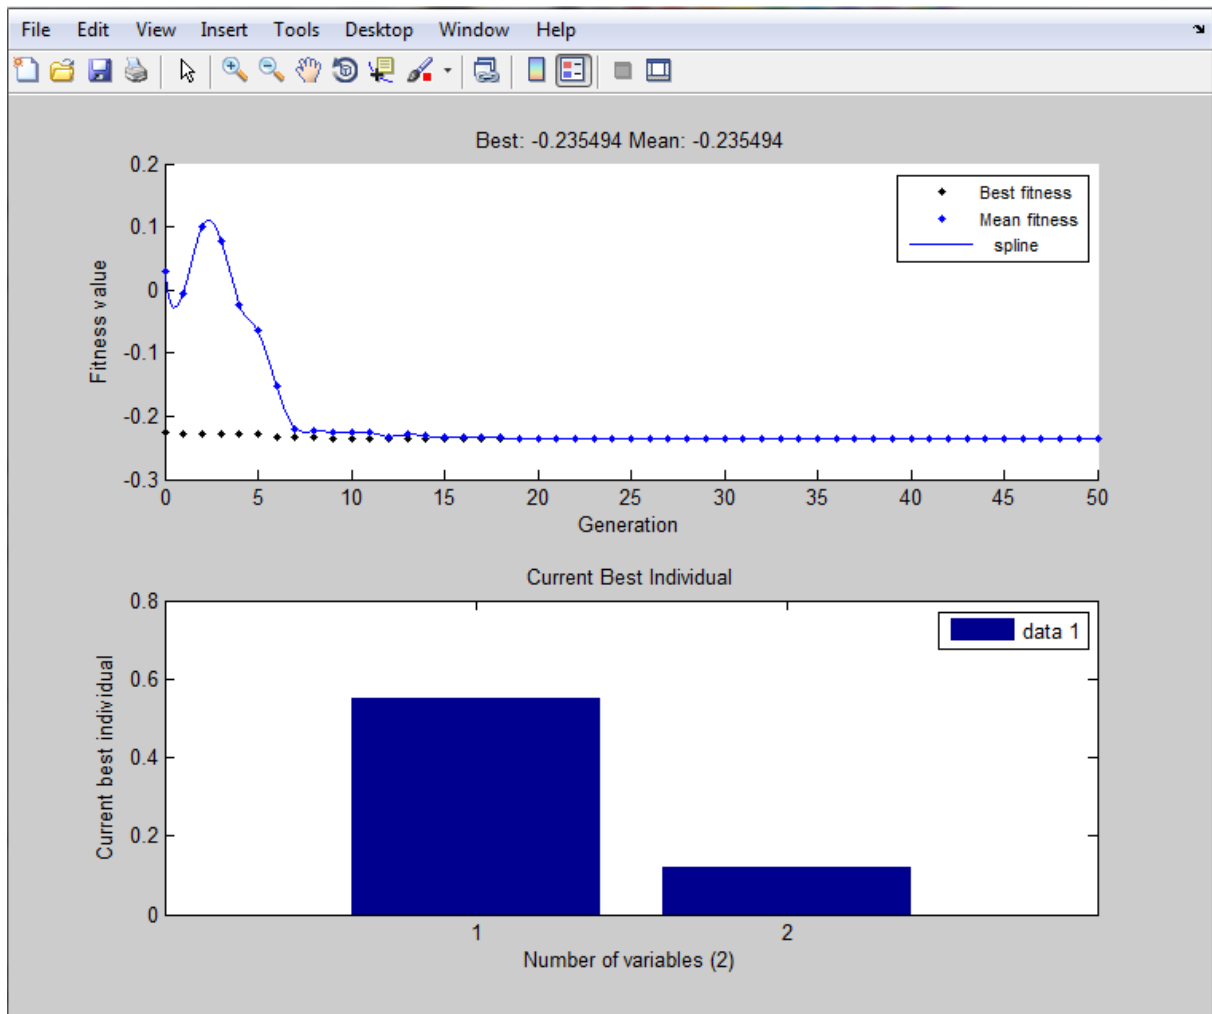 File Edit View Insert Tools Desktop Window Help
Best: -0.235494 Mean: -0.235494
0.2
0.1
0
-0.1
-0.2
-0.3
Fitness value
Best fitness
Mean fitness
spline
0 5 10 15 20 25 30 35 40 45 50
Generation
Current Best Individual
0.8
0.6
0.4
0.2
0
Current best individual
data 1
1 2
Number of variables (2)